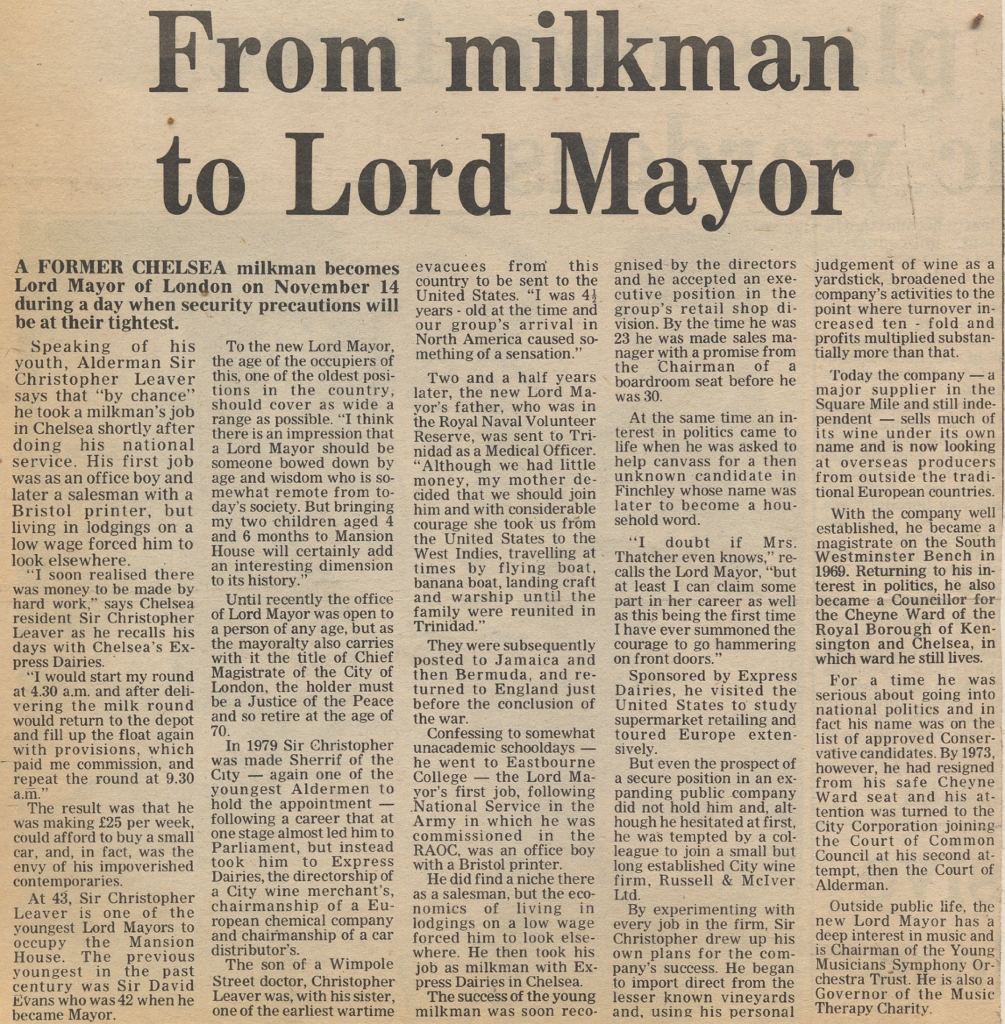 From milkman
to Lord Mayor
A FORMER CHELSEA milkman becomes
Lord Mayor of London on November 14
during a day when security precautions will
be at their tightest.
Speaking of his
youth, Alderman Sir
Christopher Leaver
says that "by chance"
he took a milkman's job
in Chelsea shortly after
doing his national
service. His first job
was as an office boy and
later a salesman with a
Bristol printer, but
living in lodgings on a
low wage forced him to
look elsewhere.
"I soon realised there
was money to be made by
hard work," says Chelsea
resident Sir Christopher
Leaver as he recalls his
days with Chelsea's Ex-
press Dairies.
"I would start my round
at 4.30 a.m. and after deli-
vering the milk round
would return to the depot
and fill up the float again
with provisions, which
paid me commission, and
repeat the round at 9.30
a.m."
The result was that he
was making £25 per week,
could afford to buy a small
car, and, in fact, was the
envy of his impoverished
contemporaries.
At 43, Sir Christopher
Leaver is one of the
youngest Lord Mayors to
occupy the Mansion
House. The previous
youngest in the past
century was Sir David
Evans who was 42 when he
became Mayor.
To the new Lord Mayor,
the age of the occupiers of
this, one of the oldest posi-
tions in the country,
should cover as wide a
range as possible. "I think
there is an impression that
a Lord Mayor should be
someone bowed down by
age and wisdom who is so-
mewhat remote from to-
day's society. But bringing
my two children aged 4
and 6 months to Mansion
House will certainly add
an interesting dimension
to its history."
Until recently the office
of Lord Mayor was open to
a person of any age, but as
the mayoralty also carries
with it the title of Chief
Magistrate of the City of
London, the holder must
be a Justice of the Peace
and so retire at the age of
70.
In 1979 Sir Christopher
was made Sherrif of the
City — again one of the
youngest Aldermen to
hold the appointment —
following a career that at
one stage almost led him to
Parliament, but instead
took him to Express
Dairies, the directorship of
a City wine merchant's,
chairmanship of a Eu-
ropean chemical company
and chairmanship of a car
distributor's.
The son of a Wimpole
Street doctor, Christopher
Leaver was, with his sister,
one of the earliest wartime
evacuees from this
country to be sent to the
United States. "I was 4½
years - old at the time and
our group's arrival in
North America caused so-
mething of a sensation."
Two and a half years
later, the new Lord Ma-
yor's father, who was in
the Royal Naval Volunteer
Reserve, was sent to Tri-
nidad as a Medical Officer.
"Although we had little
money, my mother de-
cided that we should join
him and with considerable
courage she took us from
the United States to the
West Indies, travelling at
times by flying boat,
banana boat, landing craft
and warship until the
family were reunited in
Trinidad."
They were subsequently
posted to Jamaica and
then Bermuda, and re-
turned to England just
before the conclusion of
the war.
Confessing to somewhat
unacademic schooldays —
he went to Eastbourne
College — the Lord Ma-
yor's first job, following
National Service in the
Army in which he was
commissioned in the
RAOC, was an office boy
with a Bristol printer.
He did find a niche there
as a salesman, but the eco-
nomics of living in
lodgings on a low wage
forced him to look else-
where. He then took his
job as milkman with Ex-
press Dairies in Chelsea.
The success of the young
milkman was soon reco-
gnised by the directors
and he accepted an exe-
cutive position in the
group's retail shop di-
vision. By the time he was
23 he was made sales ma-
nager with a promise from
the Chairman of a
boardroom seat before he
was 30.
At the same time an in-
terest in politics came to
life when he was asked to
help canvass for a then
unknown candidate in
Finchley whose name was
later to become a hou-
sehold word.
"I doubt if Mrs.
Thatcher even knows," re-
calls the Lord Mayor, "but
at least I can claim some
part in her career as well
as this being the first time
I have ever summoned the
courage to go hammering
on front doors."
Sponsored by Express
Dairies, he visited the
United States to study
supermarket retailing and
toured Europe exten-
sively.
But even the prospect of
a secure position in an ex-
panding public company
did not hold him and, alt-
hough he hesitated at first,
he was tempted by a col-
league to join a small but
long established City wine
firm, Russell & McIver
Ltd.
By experimenting with
every job in the firm, Sir
Christopher drew up his
own plans for the com-
pany's success. He began
to import direct from the
lesser known vineyards
and, using his personal
judgement of wine as a
yardstick, broadened the
company's activities to the
point where turnover in-
creased ten - fold and
profits multiplied substan-
tially more than that.
Today the company — a
major supplier in the
Square Mile and still inde-
pendent — sells much of
its wine under its own
name and is now looking
at overseas producers
from outside the tradi-
tional European countries.
With the company well
established, he became a
magistrate on the South
Westminster Bench in
1969. Returning to his in-
terest in politics, he also
became a Councillor for
the Cheyne Ward of the
Royal Borough of Ken-
sington and Chelsea, in
which ward he still lives.
For a time he was
serious about going into
national politics and in
fact his name was on the
list of approved Conser-
vative candidates. By 1973,
however, he had resigned
from his safe Cheyne
Ward seat and his at-
tention was turned to the
City Corporation joining
the Court of Common
Council at his second at-
tempt, then the Court of
Alderman.
Outside public life, the
new Lord Mayor has a
deep interest in music and
is Chairman of the Young
Musicians Symphony Or-
chestra Trust. He is also a
Governor of the Music
Therapy Charity.